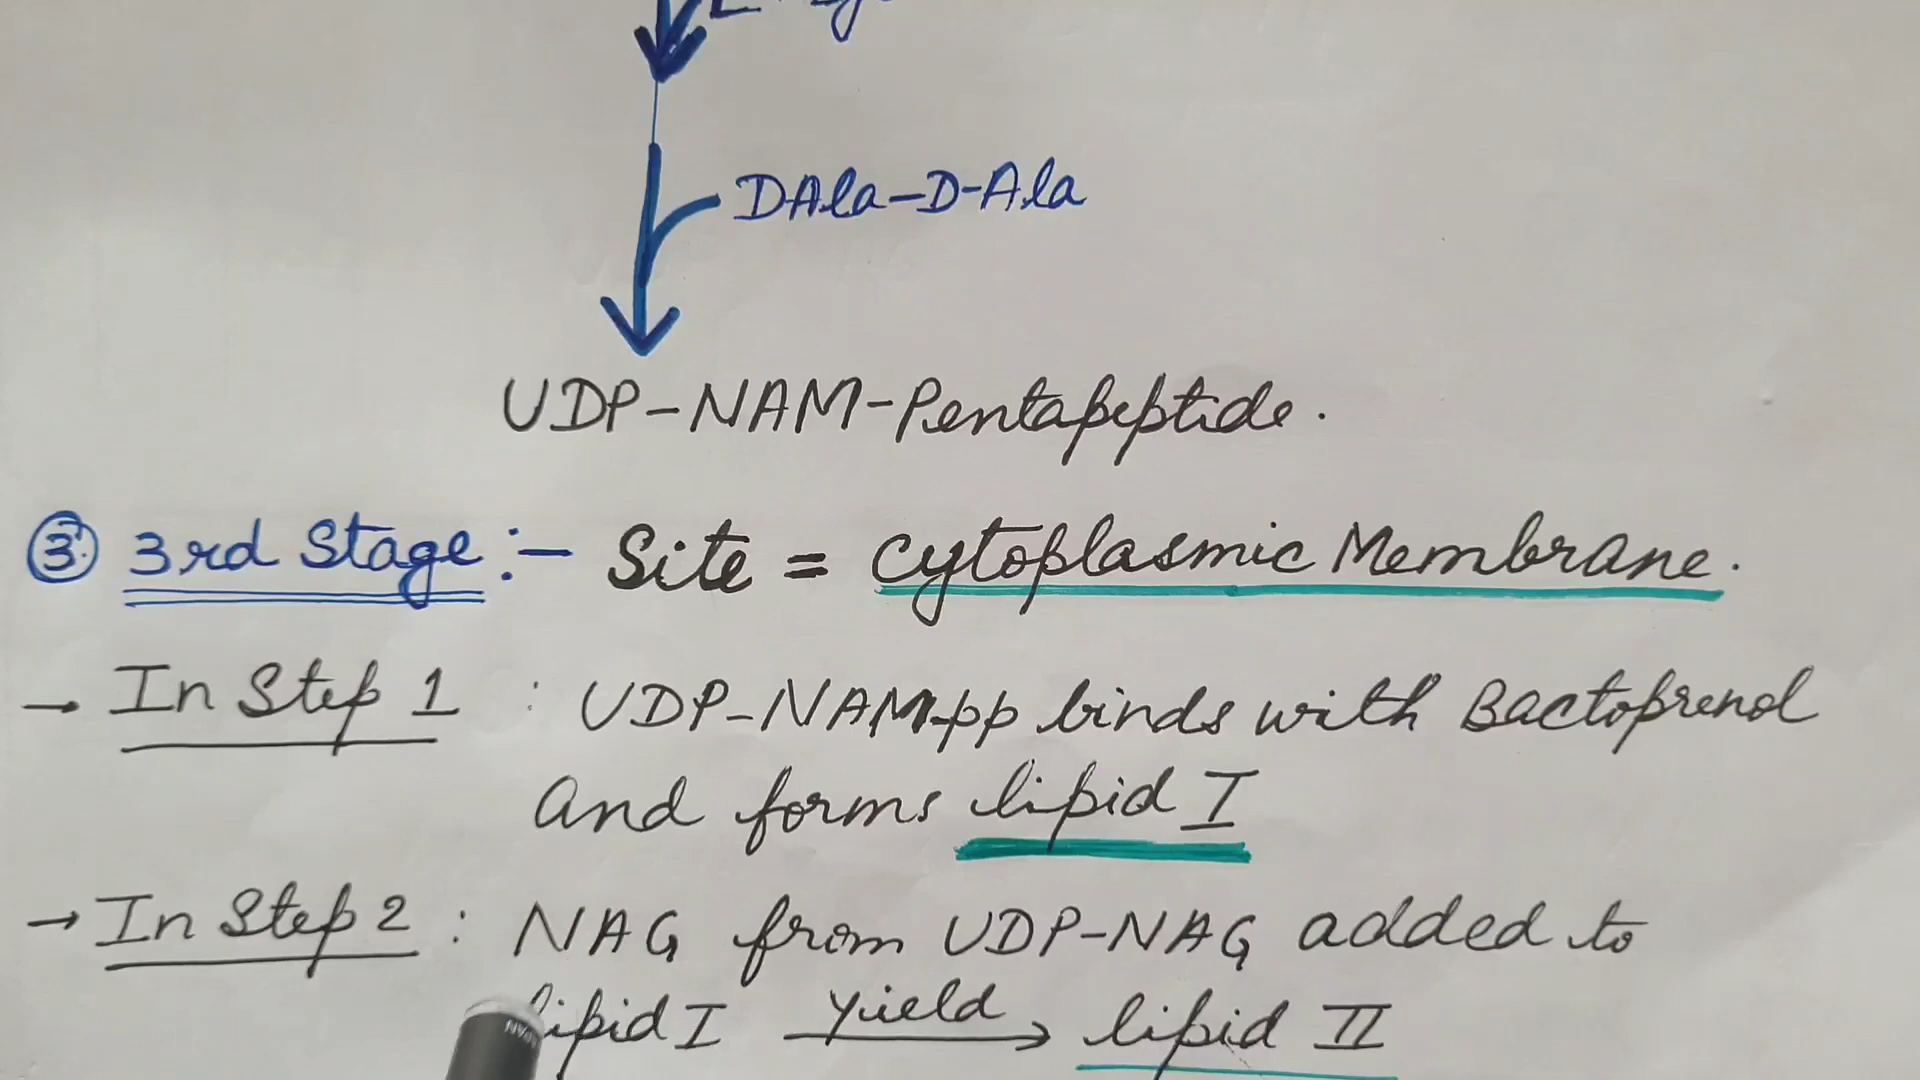 DAla-D-Ala
UDP-NAM-Pentapeptide.
③ 3rd Stage :- Site = Cytoplasmic Membrane.
→ In Step 1 : UDP-NAM-pp binds with Bactoprenol
and forms lipid I
→ In Step 2 : NAG from UDP-NAG added to
lipid I yield→ lipid II